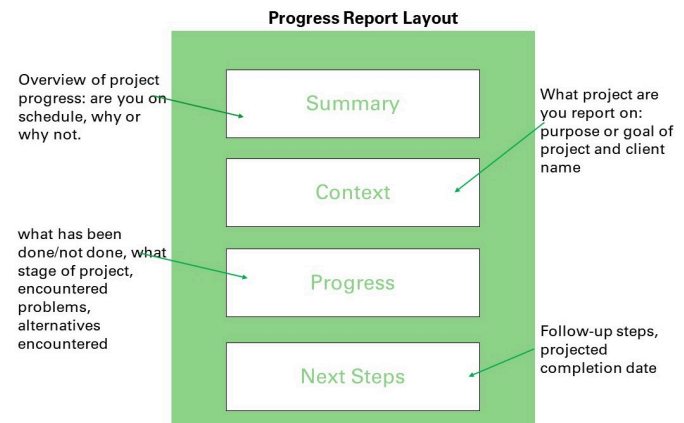 Progress Report Layout
Overview of project
progress: are you on
schedule, why or
why not.
Summary
What project are
you report on:
purpose or goal of
project and client
name
Context
what has been
done/not done, what
stage of project,
encountered
problems,
alternatives
encountered
Progress
Follow-up steps,
projected
completion date
Next Steps